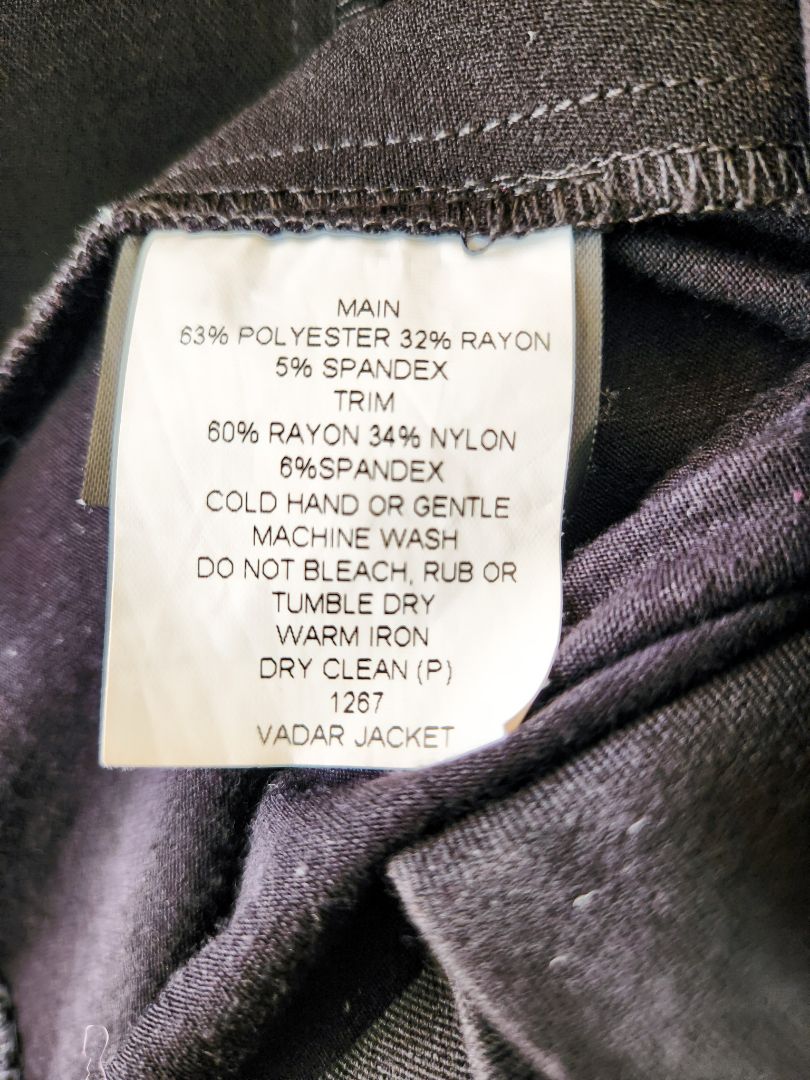 MAIN
63% POLYESTER 32% RAYON
5% SPANDEX
TRIM
60% RAYON 34% NYLON
6%SPANDEX
COLD HAND OR GENTLE
MACHINE WASH
DO NOT BLEACH, RUB OR
TUMBLE DRY
WARM IRON
DRY CLEAN (P)
1267
VADAR JACKET